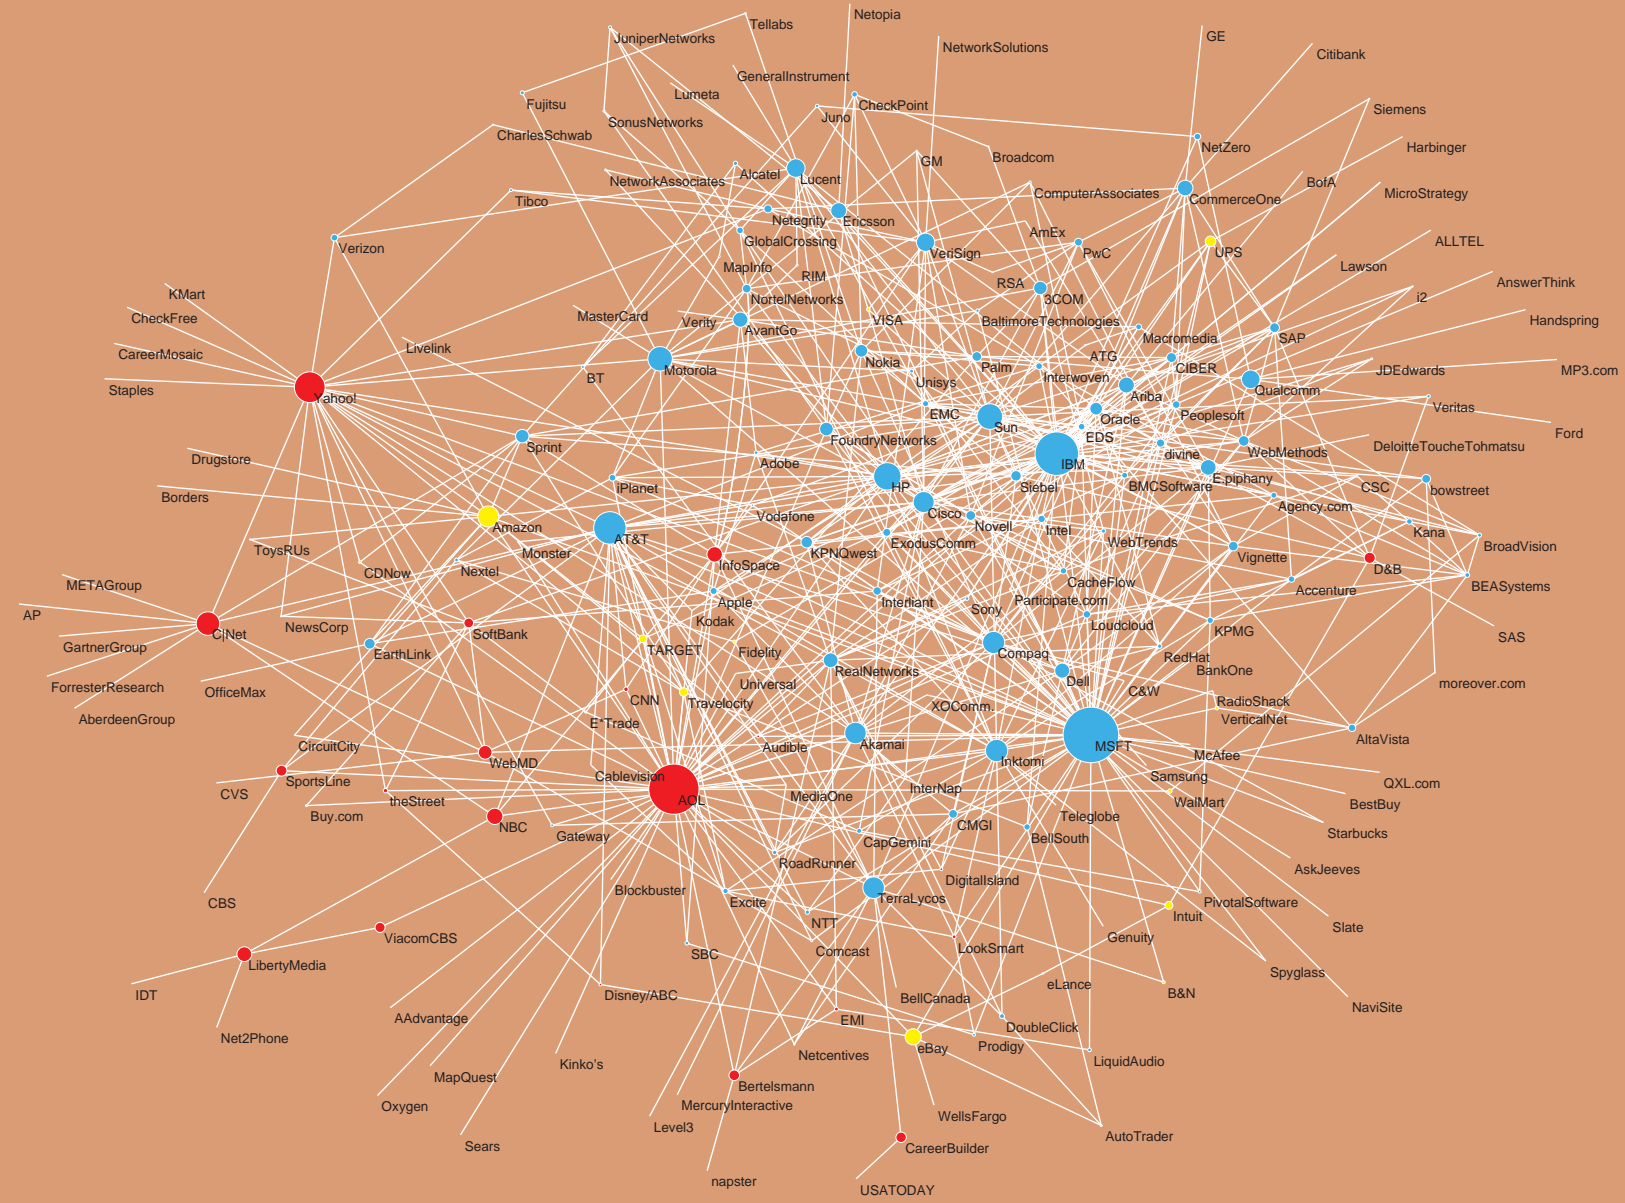 Netopia
Tellabs
JuniperNetworks
GE
NetworkSolutions
Citibank
GeneralInstrument
Lumeta
Fujitsu
CheckPoint
Siemens
Juno
SonusNetworks
CharlesSchwab
NetZero
Harbinger
Broadcom
GM
Alcatel
NetworkAssociates
Lucent
BofA
ComputerAssociates
MicroStrategy
CommerceOne
Tibco
Netegrity
Ericsson
AmEx
GlobalCrossing
Verizon
VeriSign
PwC
UPS
ALLTEL
MapInfo
RIM
Lawson
RSA
AnswerThink
KMart
NortelNetworks
3COM
i2
CheckFree
MasterCard
Verity
AvantGo
VISA
BaltimoreTechnologies
Handspring
Macromedia
SAP
CareerMosaic
Livelink
ATG
Nokia
Palm
CIBER
Motorola
BT
Interwoven
JDEdwards
MP3.com
Unisys
Staples
Yahoo!
Ariba
Qualcomm
Veritas
EMC
Peoplesoft
Oracle
Sun
Ford
EDS
Sprint
FoundryNetworks
DeloitteToucheTohmatsu
divine
WebMethods
Drugstore
Adobe
IBM
E.piphany
CSC
HP
Siebel
BMCSoftware
iPlanet
bowstreet
Borders
Agency.com
Cisco
Vodafone
Amazon
Novell
Intel
Kana
AT&T
ExodusComm
WebTrends
KPNQwest
BroadVision
ToysRUs
Monster
Vignette
InfoSpace
D&B
CDNow
Nextel
CacheFlow
METAGroup
BEASystems
Accenture
Participate.com
Apple
Interliant
Sony
AP
Kodak
NewsCorp
Loudcloud
KPMG
C|Net
SoftBank
SAS
GartnerGroup
TARGET
Fidelity
Compaq
RedHat
EarthLink
BankOne
RealNetworks
ForresterResearch
OfficeMax
Universal
Dell
moreover.com
C&W
CNN
Travelocity
RadioShack
XOComm.
AberdeenGroup
E*Trade
VerticalNet
AltaVista
CircuitCity
Audible
Akamai
MSFT
WebMD
McAfee
Inktomi
Cablevision
Samsung
SportsLine
QXL.com
InterNap
CVS
theStreet
AOL
MediaOne
WalMart
BestBuy
Buy.com
Teleglobe
NBC
CMGI
Starbucks
Gateway
CapGemini
BellSouth
RoadRunner
AskJeeves
DigitalIsland
Blockbuster
CBS
Excite
TerraLycos
PivotalSoftware
Intuit
NTT
Slate
ViacomCBS
Genuity
SBC
Comcast
LookSmart
LibertyMedia
Spyglass
eLance
IDT
Disney/ABC
B&N
BellCanada
NaviSite
AAdvantage
EMI
DoubleClick
Net2Phone
eBay
Prodigy
Netcentives
LiquidAudio
Kinko's
MapQuest
Bertelsmann
Oxygen
MercuryInteractive
WellsFargo
Level3
AutoTrader
Sears
CareerBuilder
napster
USATODAY